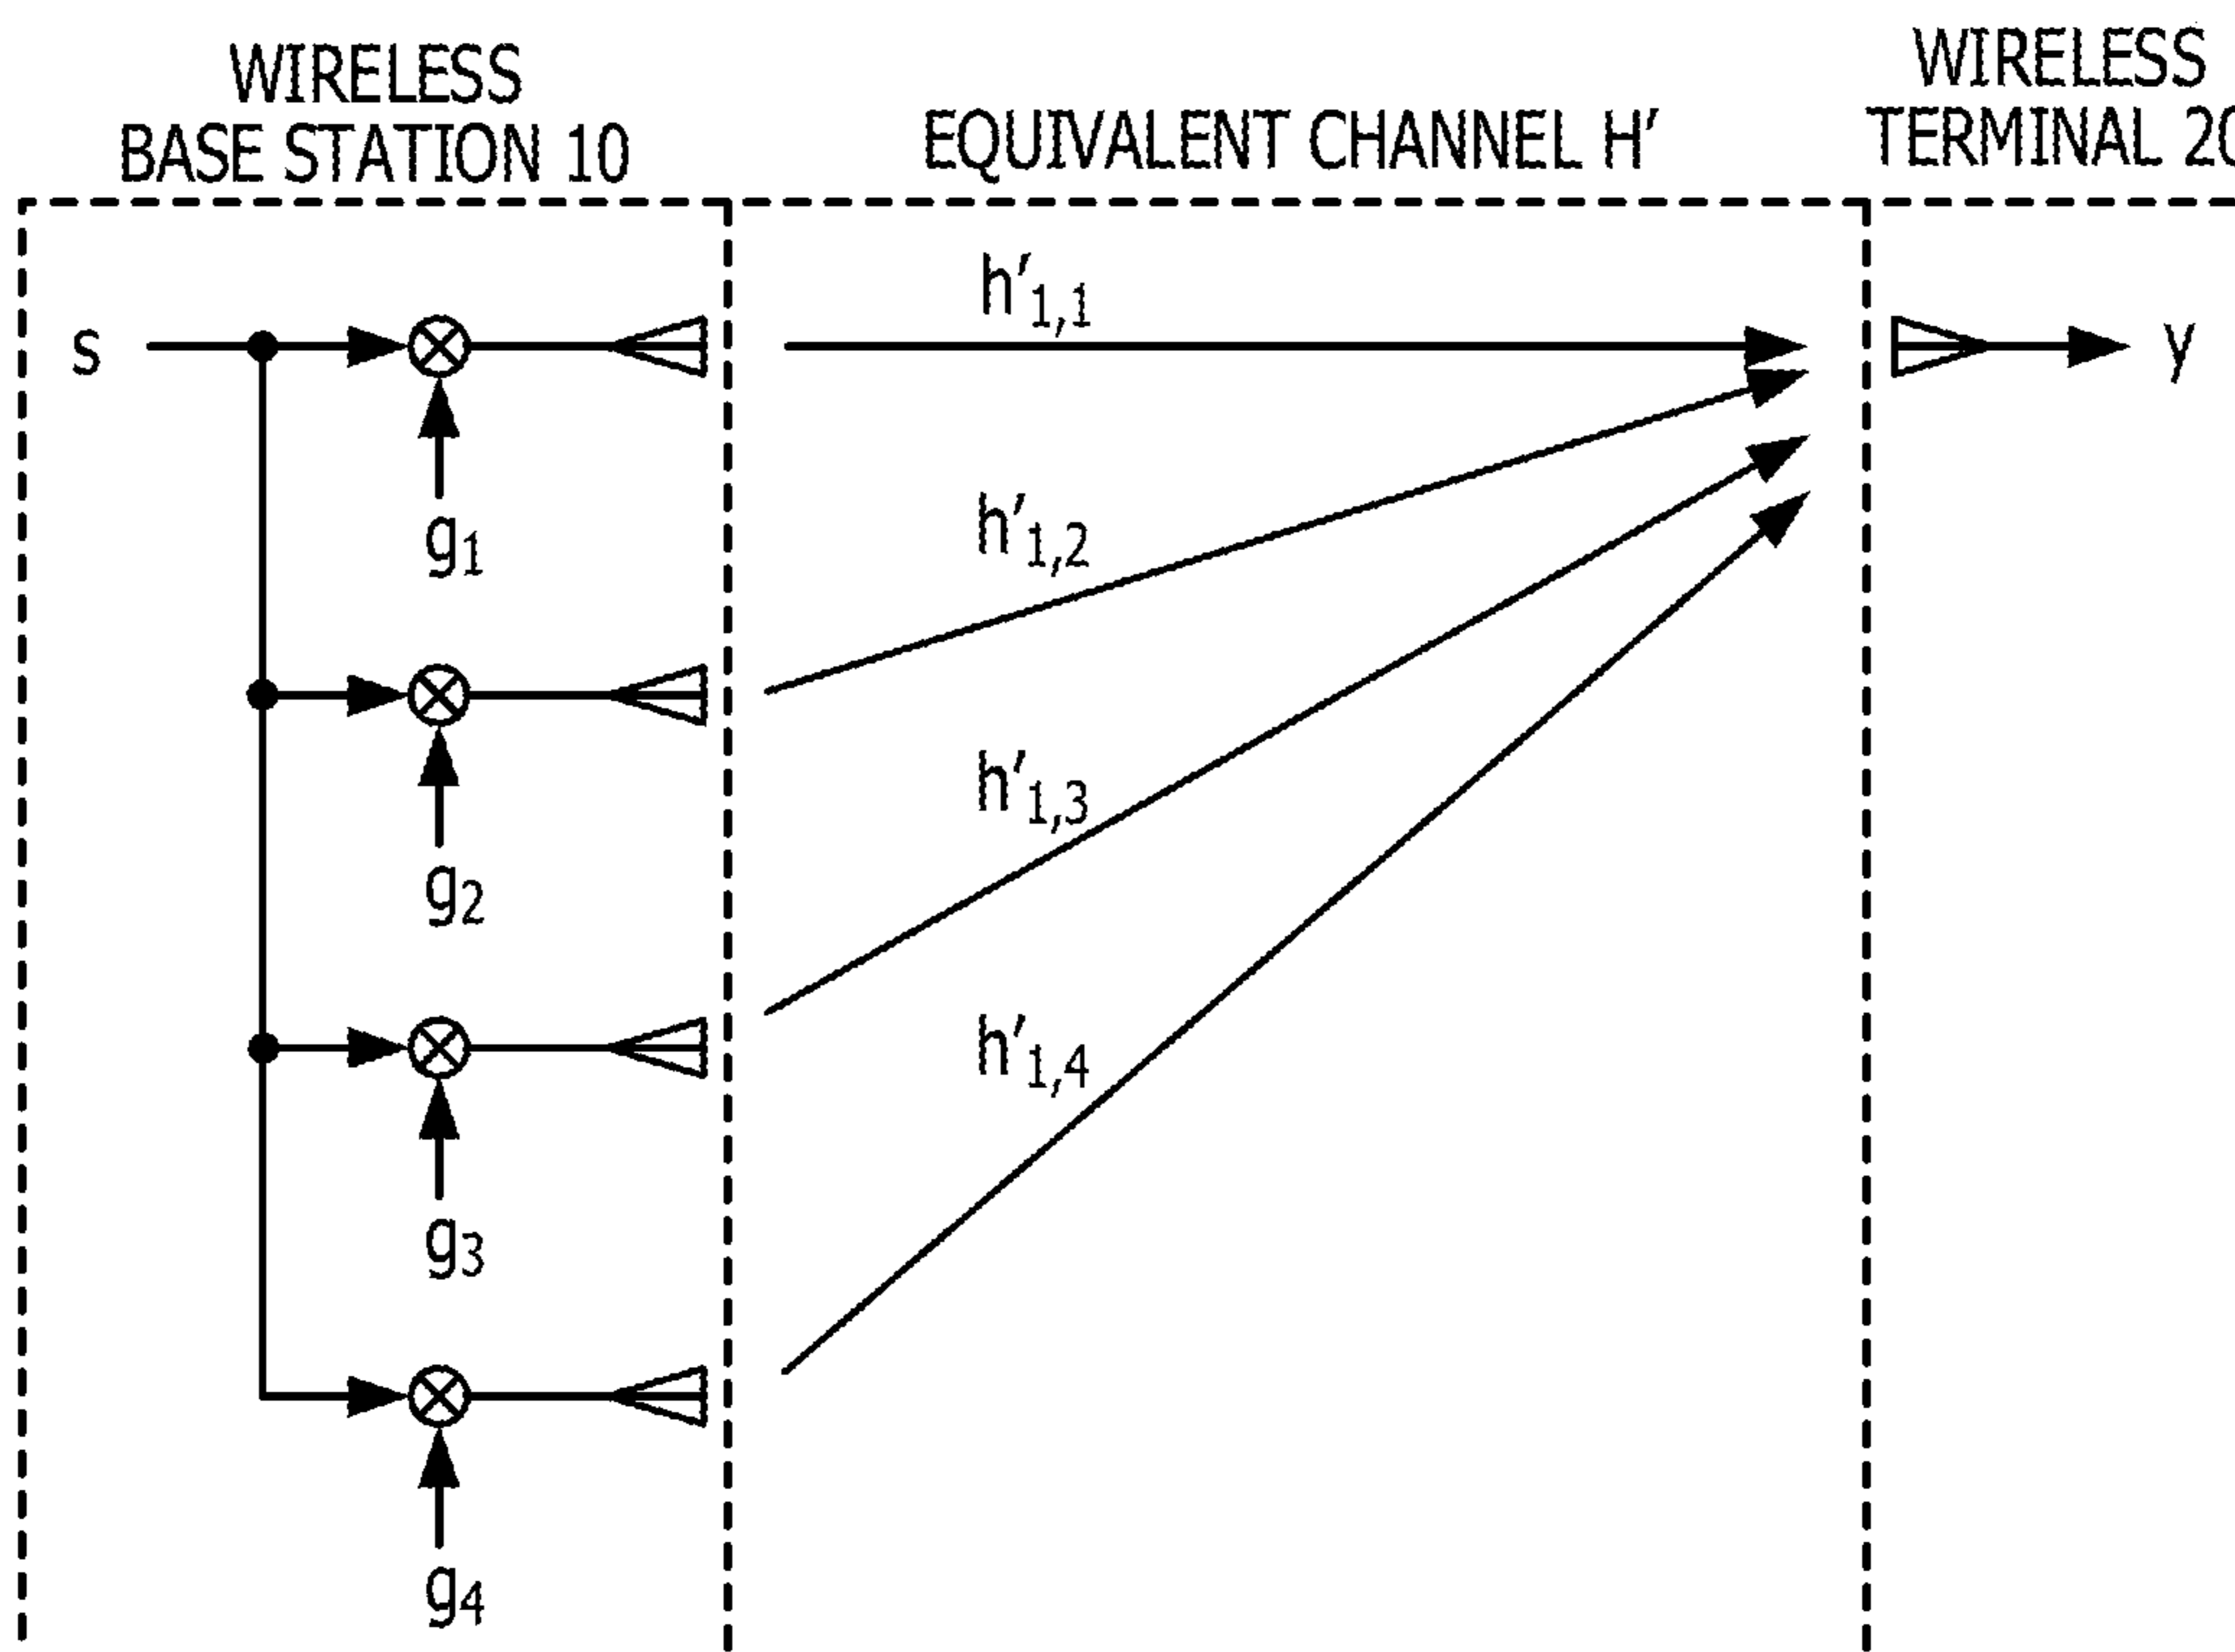 WIRELESS
BASE STATION 10
EQUIVALENT CHANNEL H'
WIRELESS
TERMINAL 20
s
g1
g2
g3
g4
h'1,1
h'1,2
h'1,3
h'1,4
y